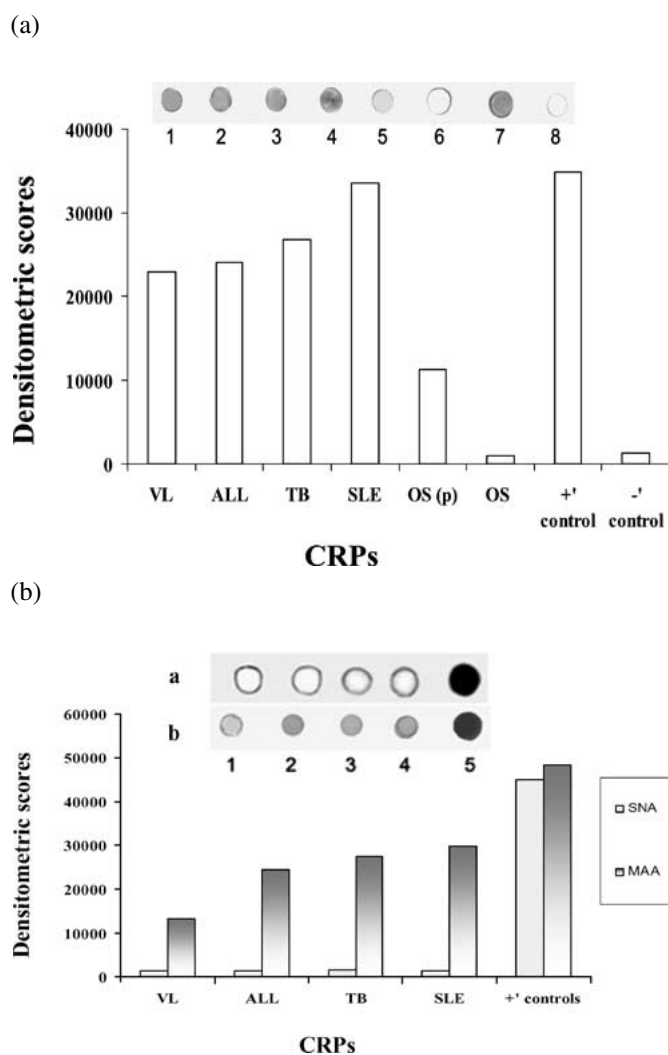 (a)
1 2 3 4 5 6 7 8
40000
30000
20000
10000
0
Densitometric scores
VL ALL TB SLE OS (p) OS +' control -' control
CRPs
(b)
a
b
1 2 3 4 5
60000
50000
40000
30000
20000
10000
0
Densitometric scores
SNA
MAA
VL ALL TB SLE +' controls
CRPs